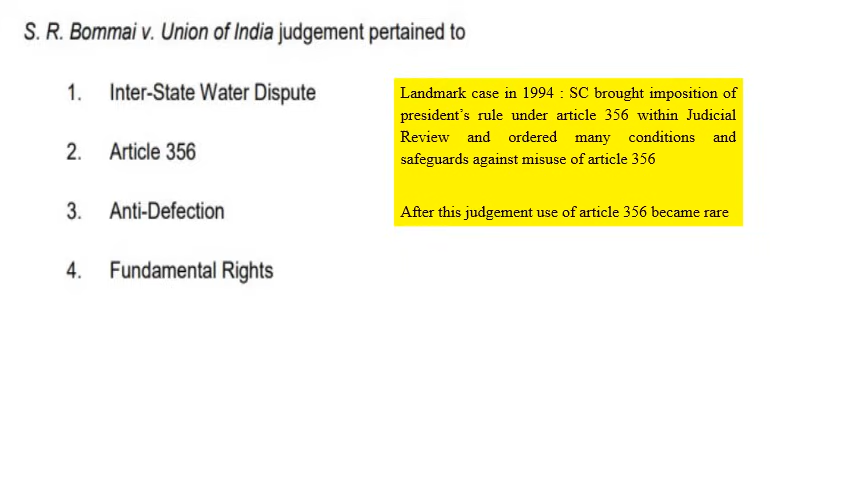 S. R. Bommai v. Union of India judgement pertained to
1. Inter-State Water Dispute
2. Article 356
3. Anti-Defection
4. Fundamental Rights
Landmark case in 1994 : SC brought imposition of
president's rule under article 356 within Judicial
Review and ordered many conditions and
safeguards against misuse of article 356
After this judgement use of article 356 became rare